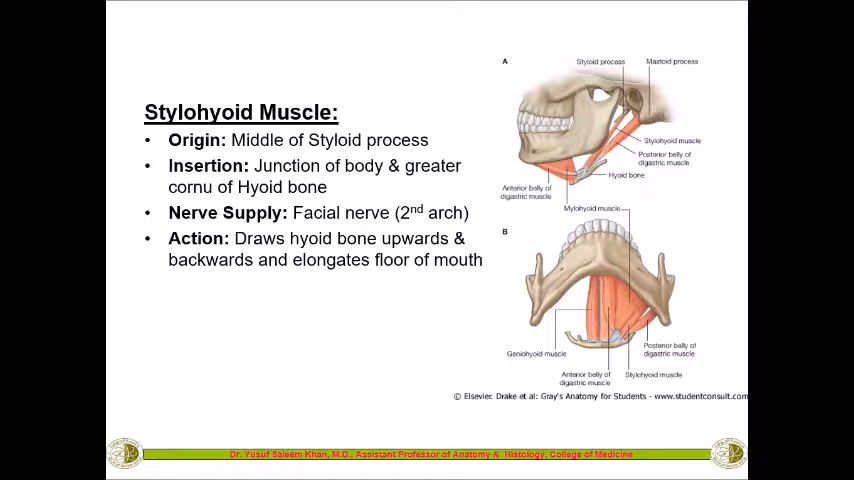 Stylohyoid Muscle:
• Origin: Middle of Styloid process
• Insertion: Junction of body & greater
cornu of Hyoid bone
• Nerve Supply: Facial nerve (2nd arch)
• Action: Draws hyoid bone upwards &
backwards and elongates floor of mouth
A
Styloid process
Mastoid process
Stylohyoid muscle
Posterior belly of
digastric muscle
Hyoid bone
Anterior belly of
digastric muscle
Mylohyoid muscle
B
Geniohyoid muscle
Posterior belly of
digastric muscle
Anterior belly of
digastric muscle
Stylohyoid muscle
© Elsevier. Drake et al: Gray's Anatomy for Students - www.studentconsult.com
Dr. Yusuf Saleem Khan, M.D., Assistant Professor of Anatomy & Histology, College of Medicine